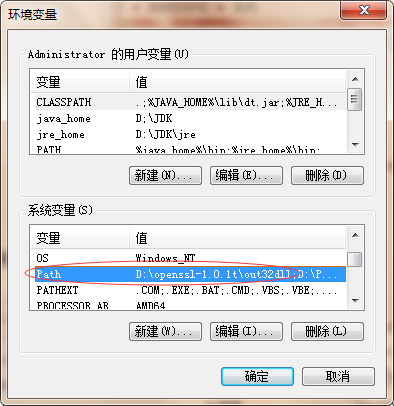 环境变量
Administrator 的用户变量(U)
变量 值
CLASSPATH .;%JAVA_HOME%\lib\dt.jar;%JRE_H...
java_home D:\JDK
jre_home D:\JDK\jre
PATH %java_home%\bin;%jre_home%\bin;
新建(N)... 编辑(E)... 删除(D)
系统变量(S)
变量 值
OS Windows_NT
Path D:\openssl-1.0.1t\out32dll;D:\P...
PATHEXT .COM;.EXE;.BAT;.CMD;.VBS;.VBE;....
PROCESSOR_AR AMD64
新建(W)... 编辑(I)... 删除(L)
确定 取消